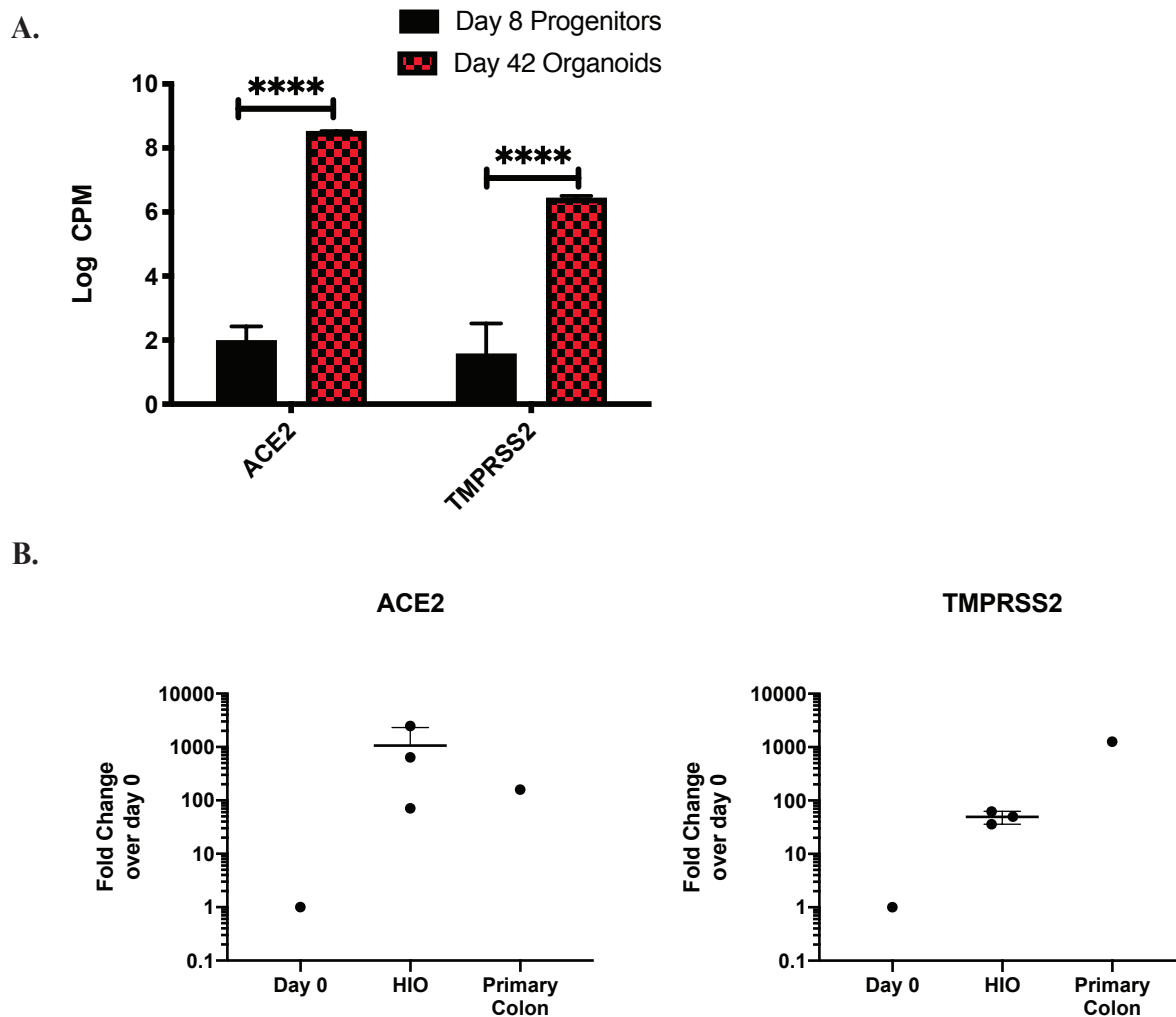 A.
Day 8 Progenitors
Day 42 Organoids
****
****
10
8
6
4
2
0
Log CPM
ACE2
TMPRSS2
B.
ACE2
10000
1000
100
10
1
0.1
Fold Change
over day 0
Day 0
HIO
Primary
Colon
TMPRSS2
10000
1000
100
10
1
0.1
Fold Change
over day 0
Day 0
HIO
Primary
Colon